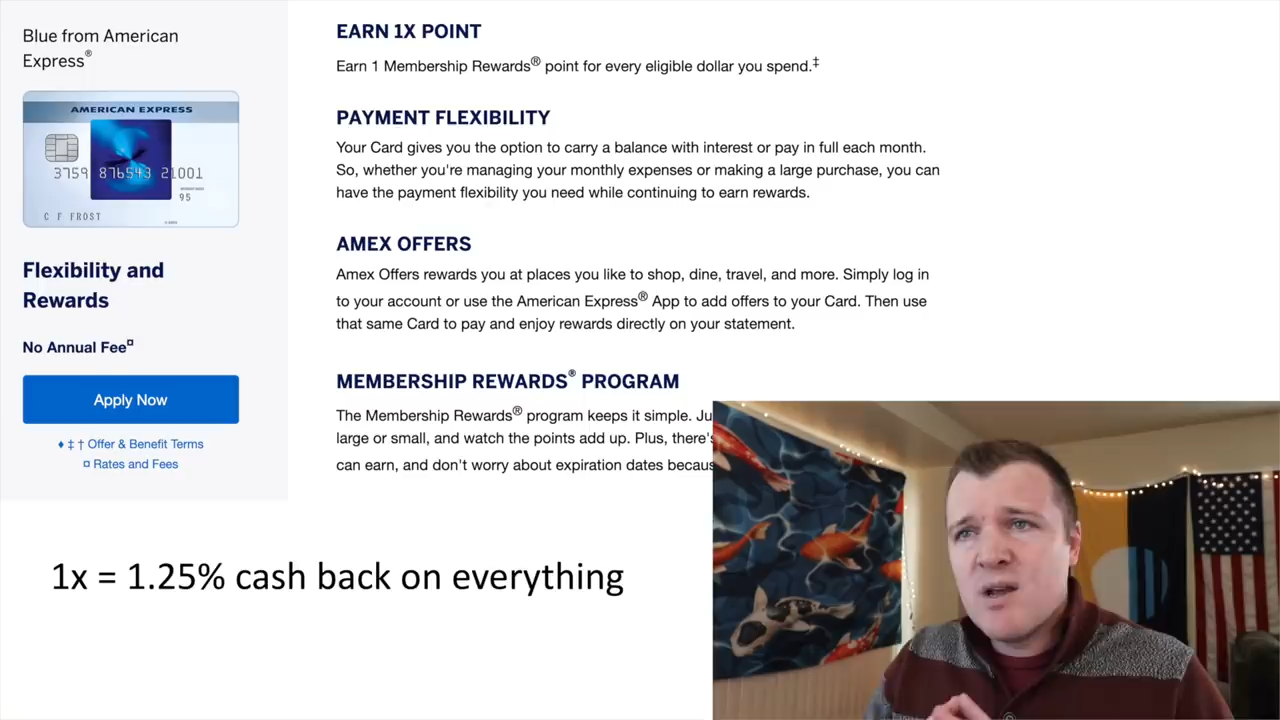 Blue from American
Express®
AMERICAN EXPRESS
3759 876543 21001
95
C F FROST
Flexibility and
Rewards
No Annual Fee¤
Apply Now
♦ ‡ † Offer & Benefit Terms
¤ Rates and Fees
EARN 1X POINT
Earn 1 Membership Rewards® point for every eligible dollar you spend.‡
PAYMENT FLEXIBILITY
Your Card gives you the option to carry a balance with interest or pay in full each month.
So, whether you're managing your monthly expenses or making a large purchase, you can
have the payment flexibility you need while continuing to earn rewards.
AMEX OFFERS
Amex Offers rewards you at places you like to shop, dine, travel, and more. Simply log in
to your account or use the American Express® App to add offers to your Card. Then use
that same Card to pay and enjoy rewards directly on your statement.
MEMBERSHIP REWARDS® PROGRAM
The Membership Rewards® program keeps it simple. Ju
large or small, and watch the points add up. Plus, there's
can earn, and don't worry about expiration dates becaus
1x = 1.25% cash back on everything